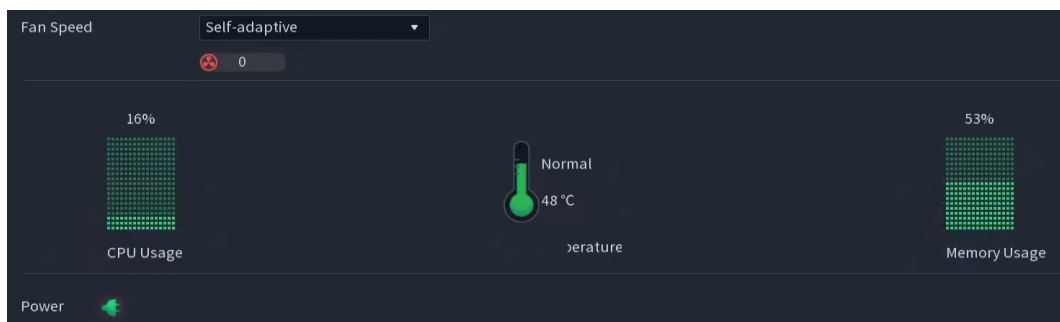 Fan Speed Self-adaptive
0
16% 53%
Normal
48 °C
CPU Usage perature Memory Usage
Power